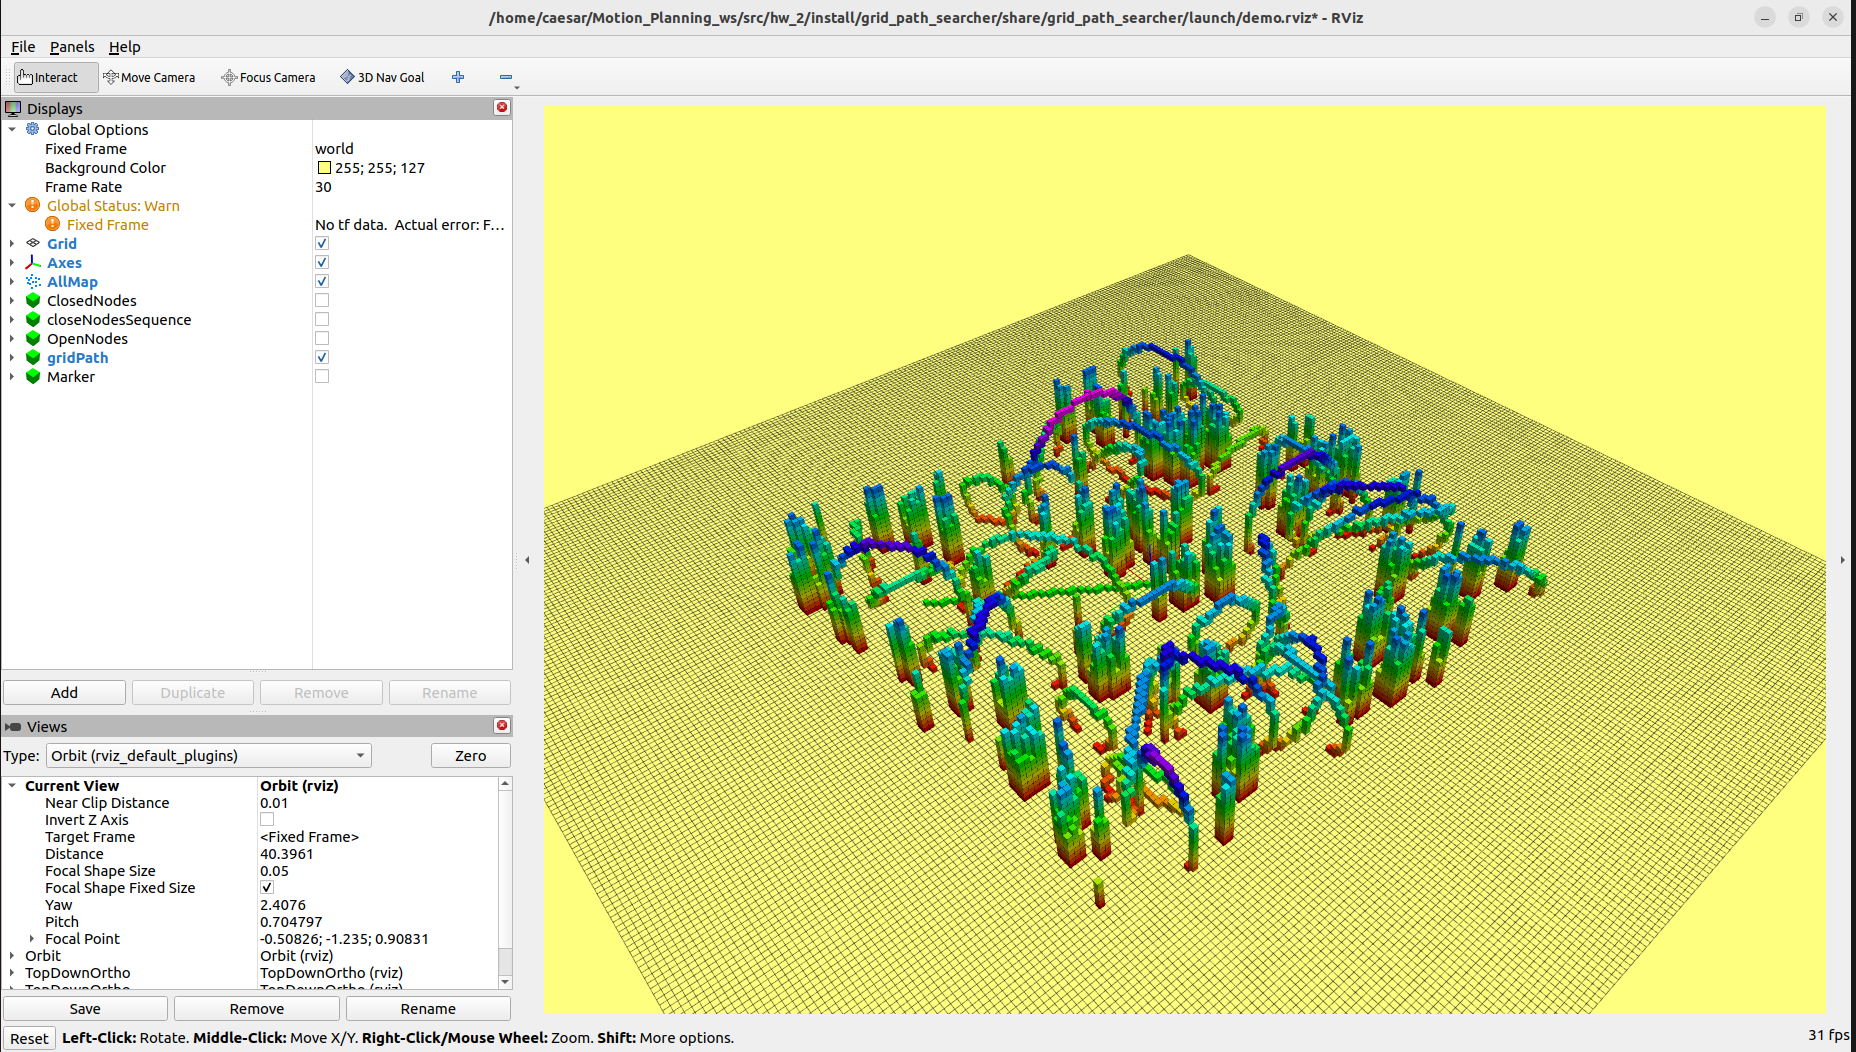 /home/caesar/Motion_Planning_ws/src/hw_2/install/grid_path_searcher/share/grid_path_searcher/launch/demo.rviz* - RViz
File Panels Help
Interact Move Camera Focus Camera 3D Nav Goal
Displays
Global Options
Fixed Frame world
Background Color 255; 255; 127
Frame Rate 30
Global Status: Warn
Fixed Frame No tf data. Actual error: F...
Grid
Axes
AllMap
ClosedNodes
closeNodesSequence
OpenNodes
gridPath
Marker
Add Duplicate Remove Rename
Views
Type: Orbit (rviz_default_plugins) Zero
Current View Orbit (rviz)
Near Clip Distance 0.01
Invert Z Axis
Target Frame <Fixed Frame>
Distance 40.3961
Focal Shape Size 0.05
Focal Shape Fixed Size
Yaw 2.4076
Pitch 0.704797
Focal Point -0.50826; -1.235; 0.90831
Orbit Orbit (rviz)
TopDownOrtho TopDownOrtho (rviz)
TopDownOrtho TopDownOrtho (rviz)
Save Remove Rename
Reset Left-Click: Rotate. Middle-Click: Move X/Y. Right-Click/Mouse Wheel: Zoom. Shift: More options. 31 fps